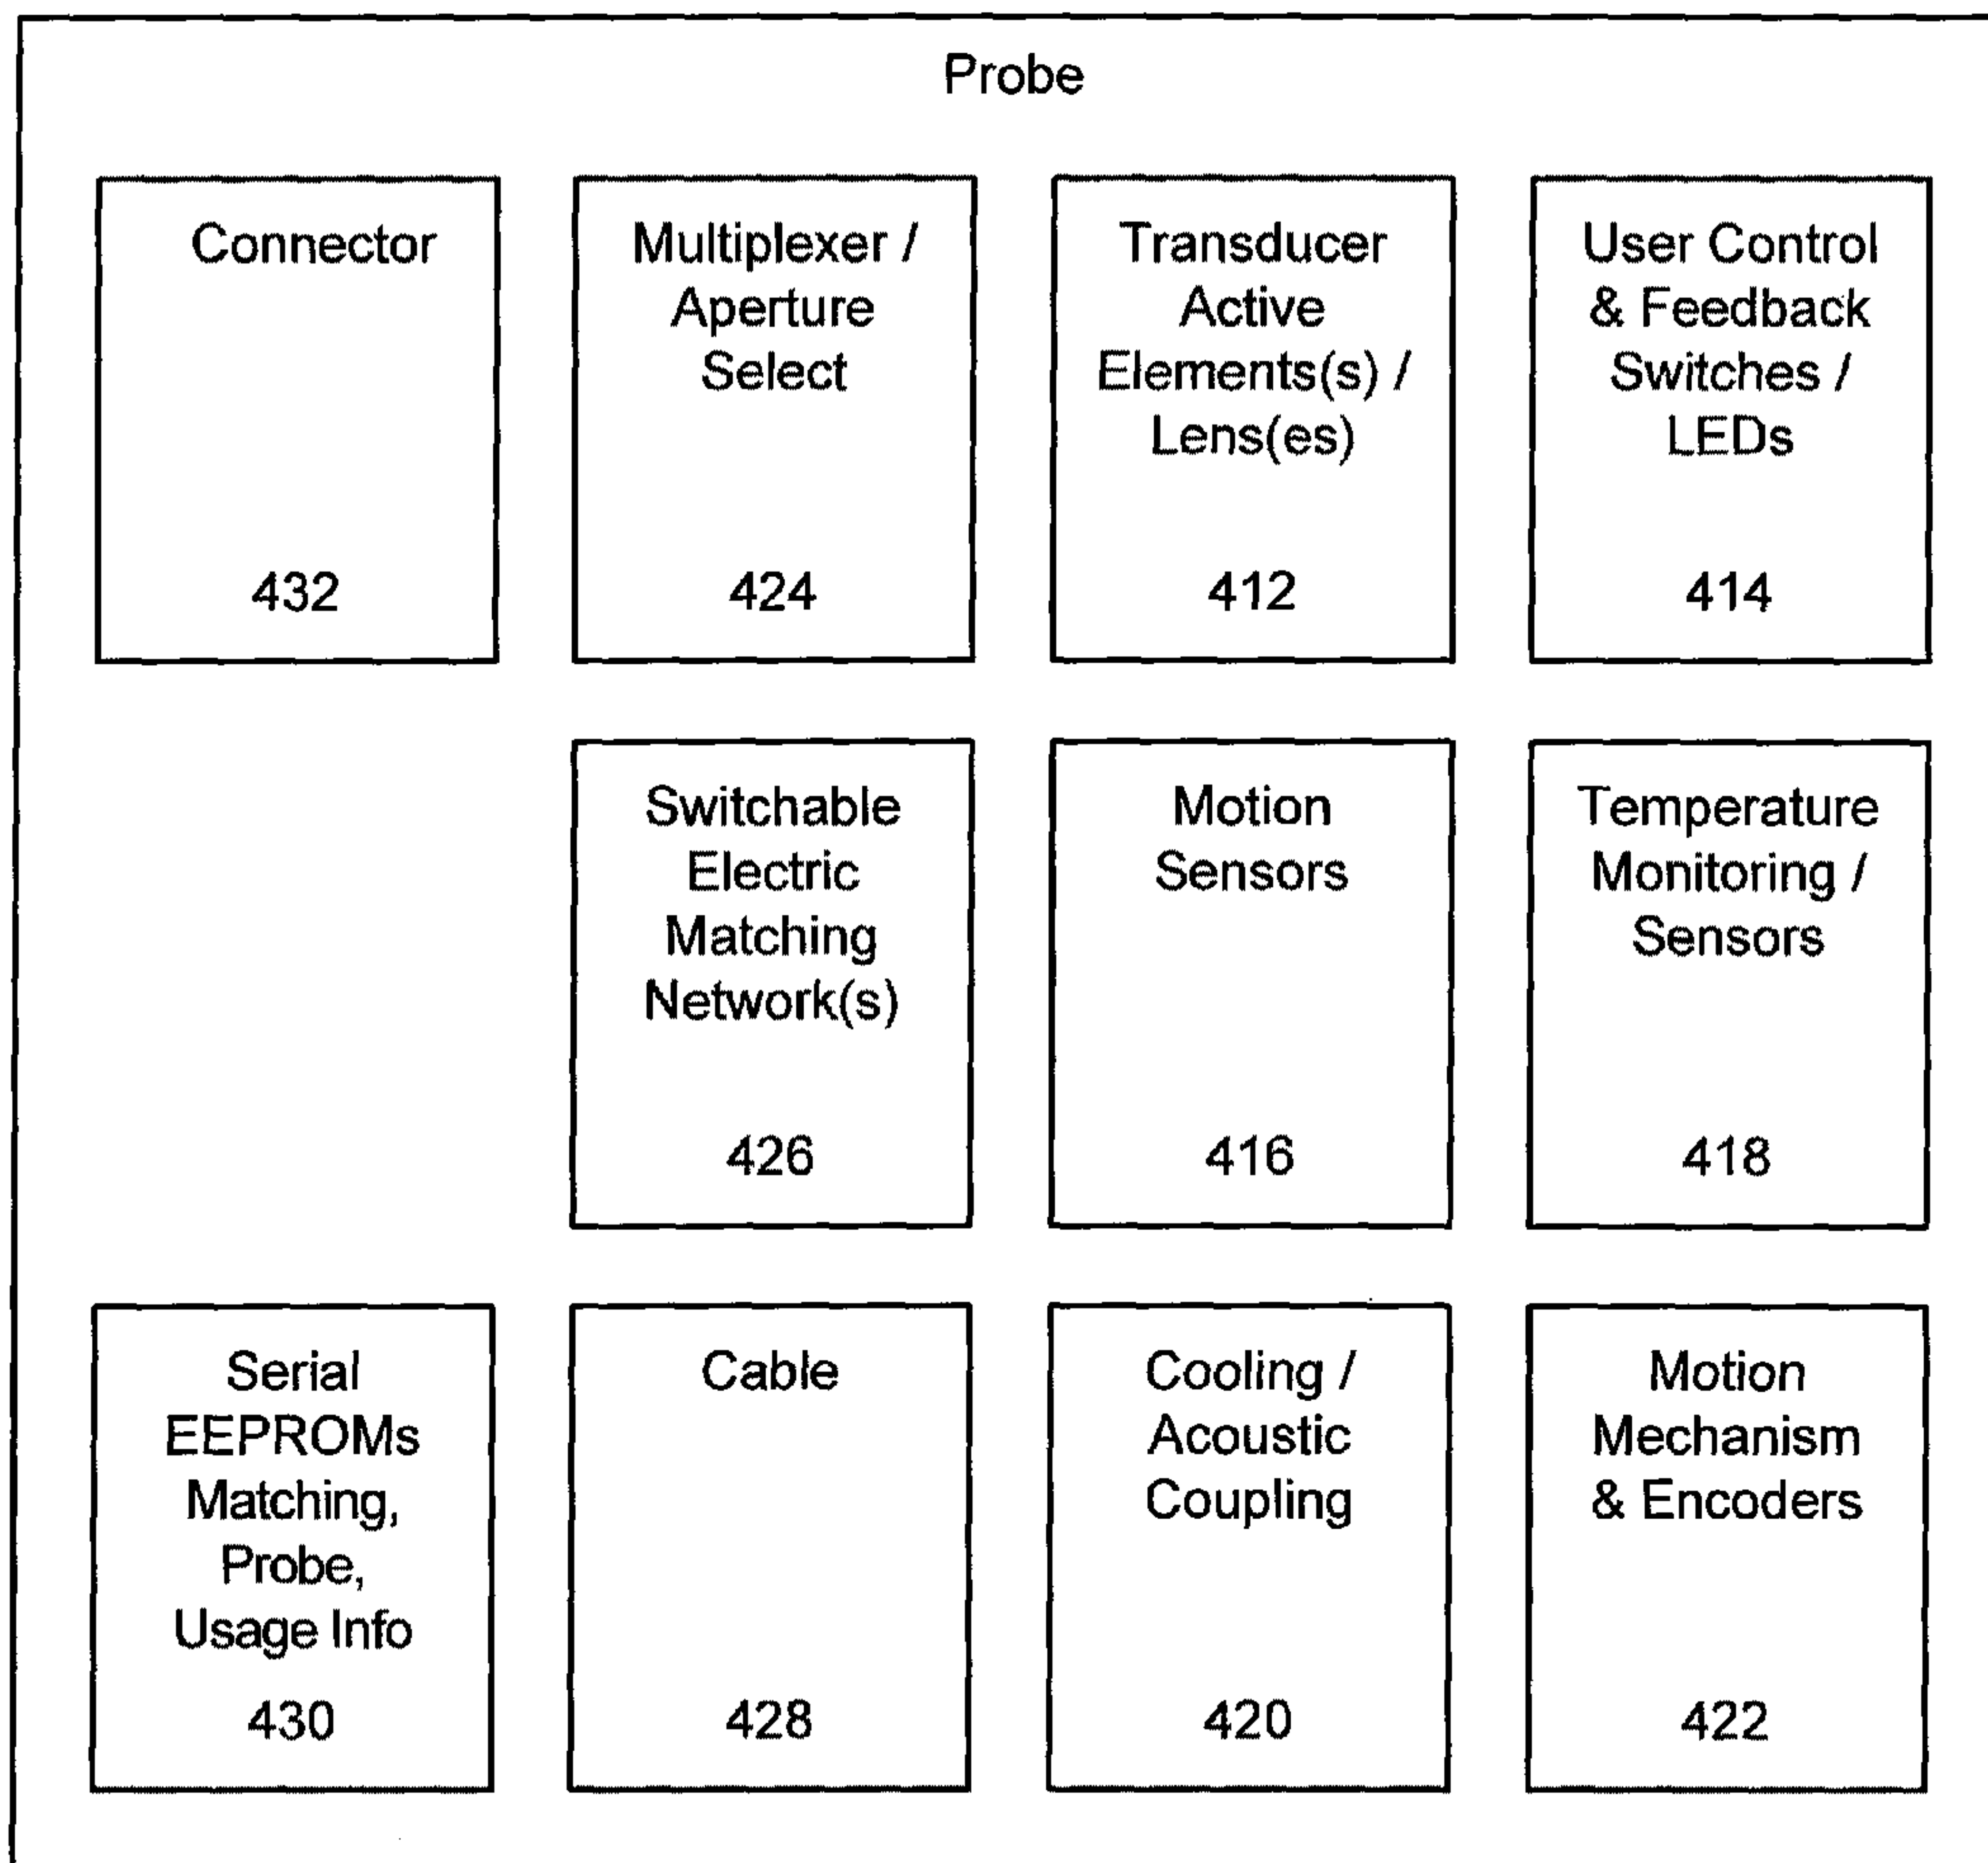 Probe
Connector
432
Multiplexer /
Aperture
Select
424
Transducer
Active
Elements(s) /
Lens(es)
412
User Control
& Feedback
Switches /
LEDs
414
Switchable
Electric
Matching
Network(s)
426
Motion
Sensors
416
Temperature
Monitoring /
Sensors
418
Serial
EEPROMs
Matching,
Probe,
Usage Info
430
Cable
428
Cooling /
Acoustic
Coupling
420
Motion
Mechanism
& Encoders
422